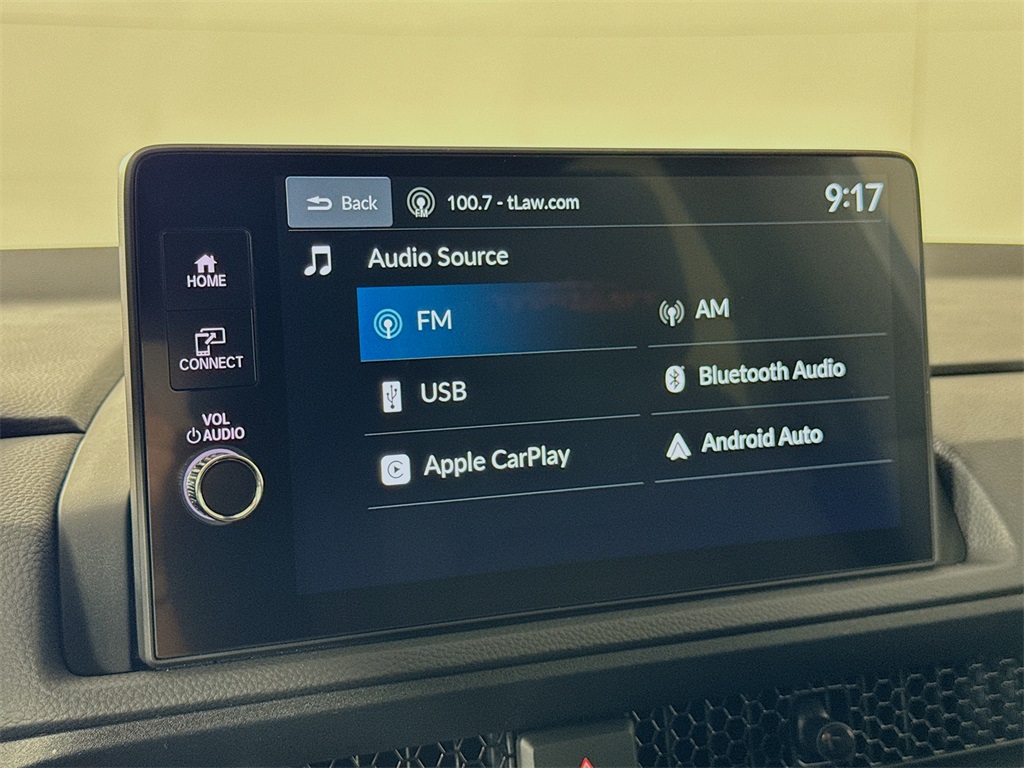 Back
FM
100.7 - tLaw.com
9:17
HOME
CONNECT
VOL
AUDIO
Audio Source
FM
AM
USB
Bluetooth Audio
Apple CarPlay
Android Auto